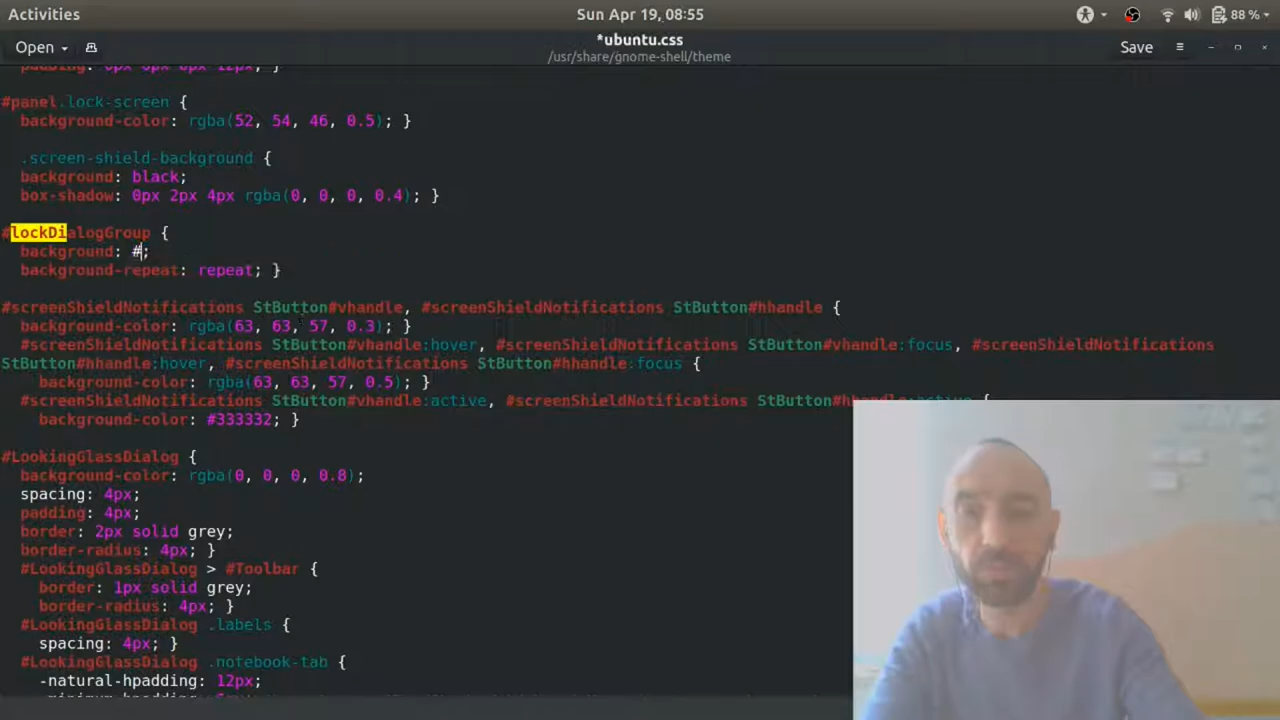 Activities Sun Apr 19, 08:55 88 %
Open *ubuntu.css Save
/usr/share/gnome-shell/theme
padding: 0px 0px 0px 12px; }
#panel.lock-screen {
background-color: rgba(52, 54, 46, 0.5); }
.screen-shield-background {
background: black;
box-shadow: 0px 2px 4px rgba(0, 0, 0, 0.4); }
#lockDialogGroup {
background: #;
background-repeat: repeat; }
#screenShieldNotifications StButton#vhandle, #screenShieldNotifications StButton#hhandle {
background-color: rgba(63, 63, 57, 0.3); }
#screenShieldNotifications StButton#vhandle:hover, #screenShieldNotifications StButton#vhandle:focus, #screenShieldNotifications
StButton#hhandle:hover, #screenShieldNotifications StButton#hhandle:focus {
background-color: rgba(63, 63, 57, 0.5); }
#screenShieldNotifications StButton#vhandle:active, #screenShieldNotifications StButton#hhandle:active {
background-color: #333332; }
#LookingGlassDialog {
background-color: rgba(0, 0, 0, 0.8);
spacing: 4px;
padding: 4px;
border: 2px solid grey;
border-radius: 4px; }
#LookingGlassDialog > #Toolbar {
border: 1px solid grey;
border-radius: 4px; }
#LookingGlassDialog .labels {
spacing: 4px; }
#LookingGlassDialog .notebook-tab {
-natural-hpadding: 12px;